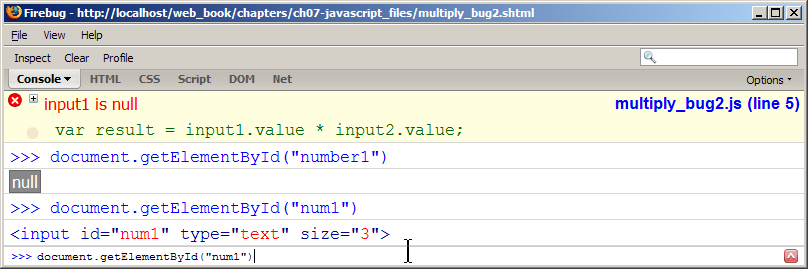 Firebug - http://localhost/web_book/chapters/ch07-javascript_files/multiply_bug2.shtml
File View Help
Inspect Clear Profile
Console HTML CSS Script DOM Net Options
input1 is null multiply_bug2.js (line 5)
var result = input1.value * input2.value;
>>> document.getElementById("number1")
null
>>> document.getElementById("num1")
<input id="num1" type="text" size="3">
>>> document.getElementById("num1")